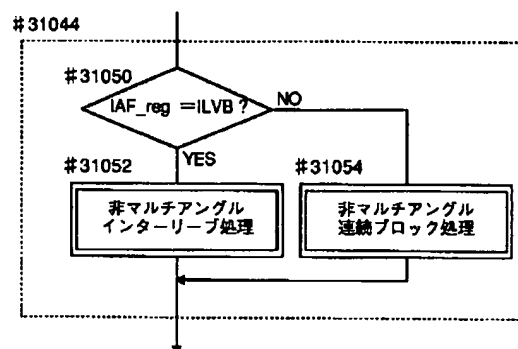 #31044
#31050
IAF_reg =ILVB ?
NO
YES
#31052
#31054
非マルチアングル
インターリーブ処理
非マルチアングル
連続ブロック処理